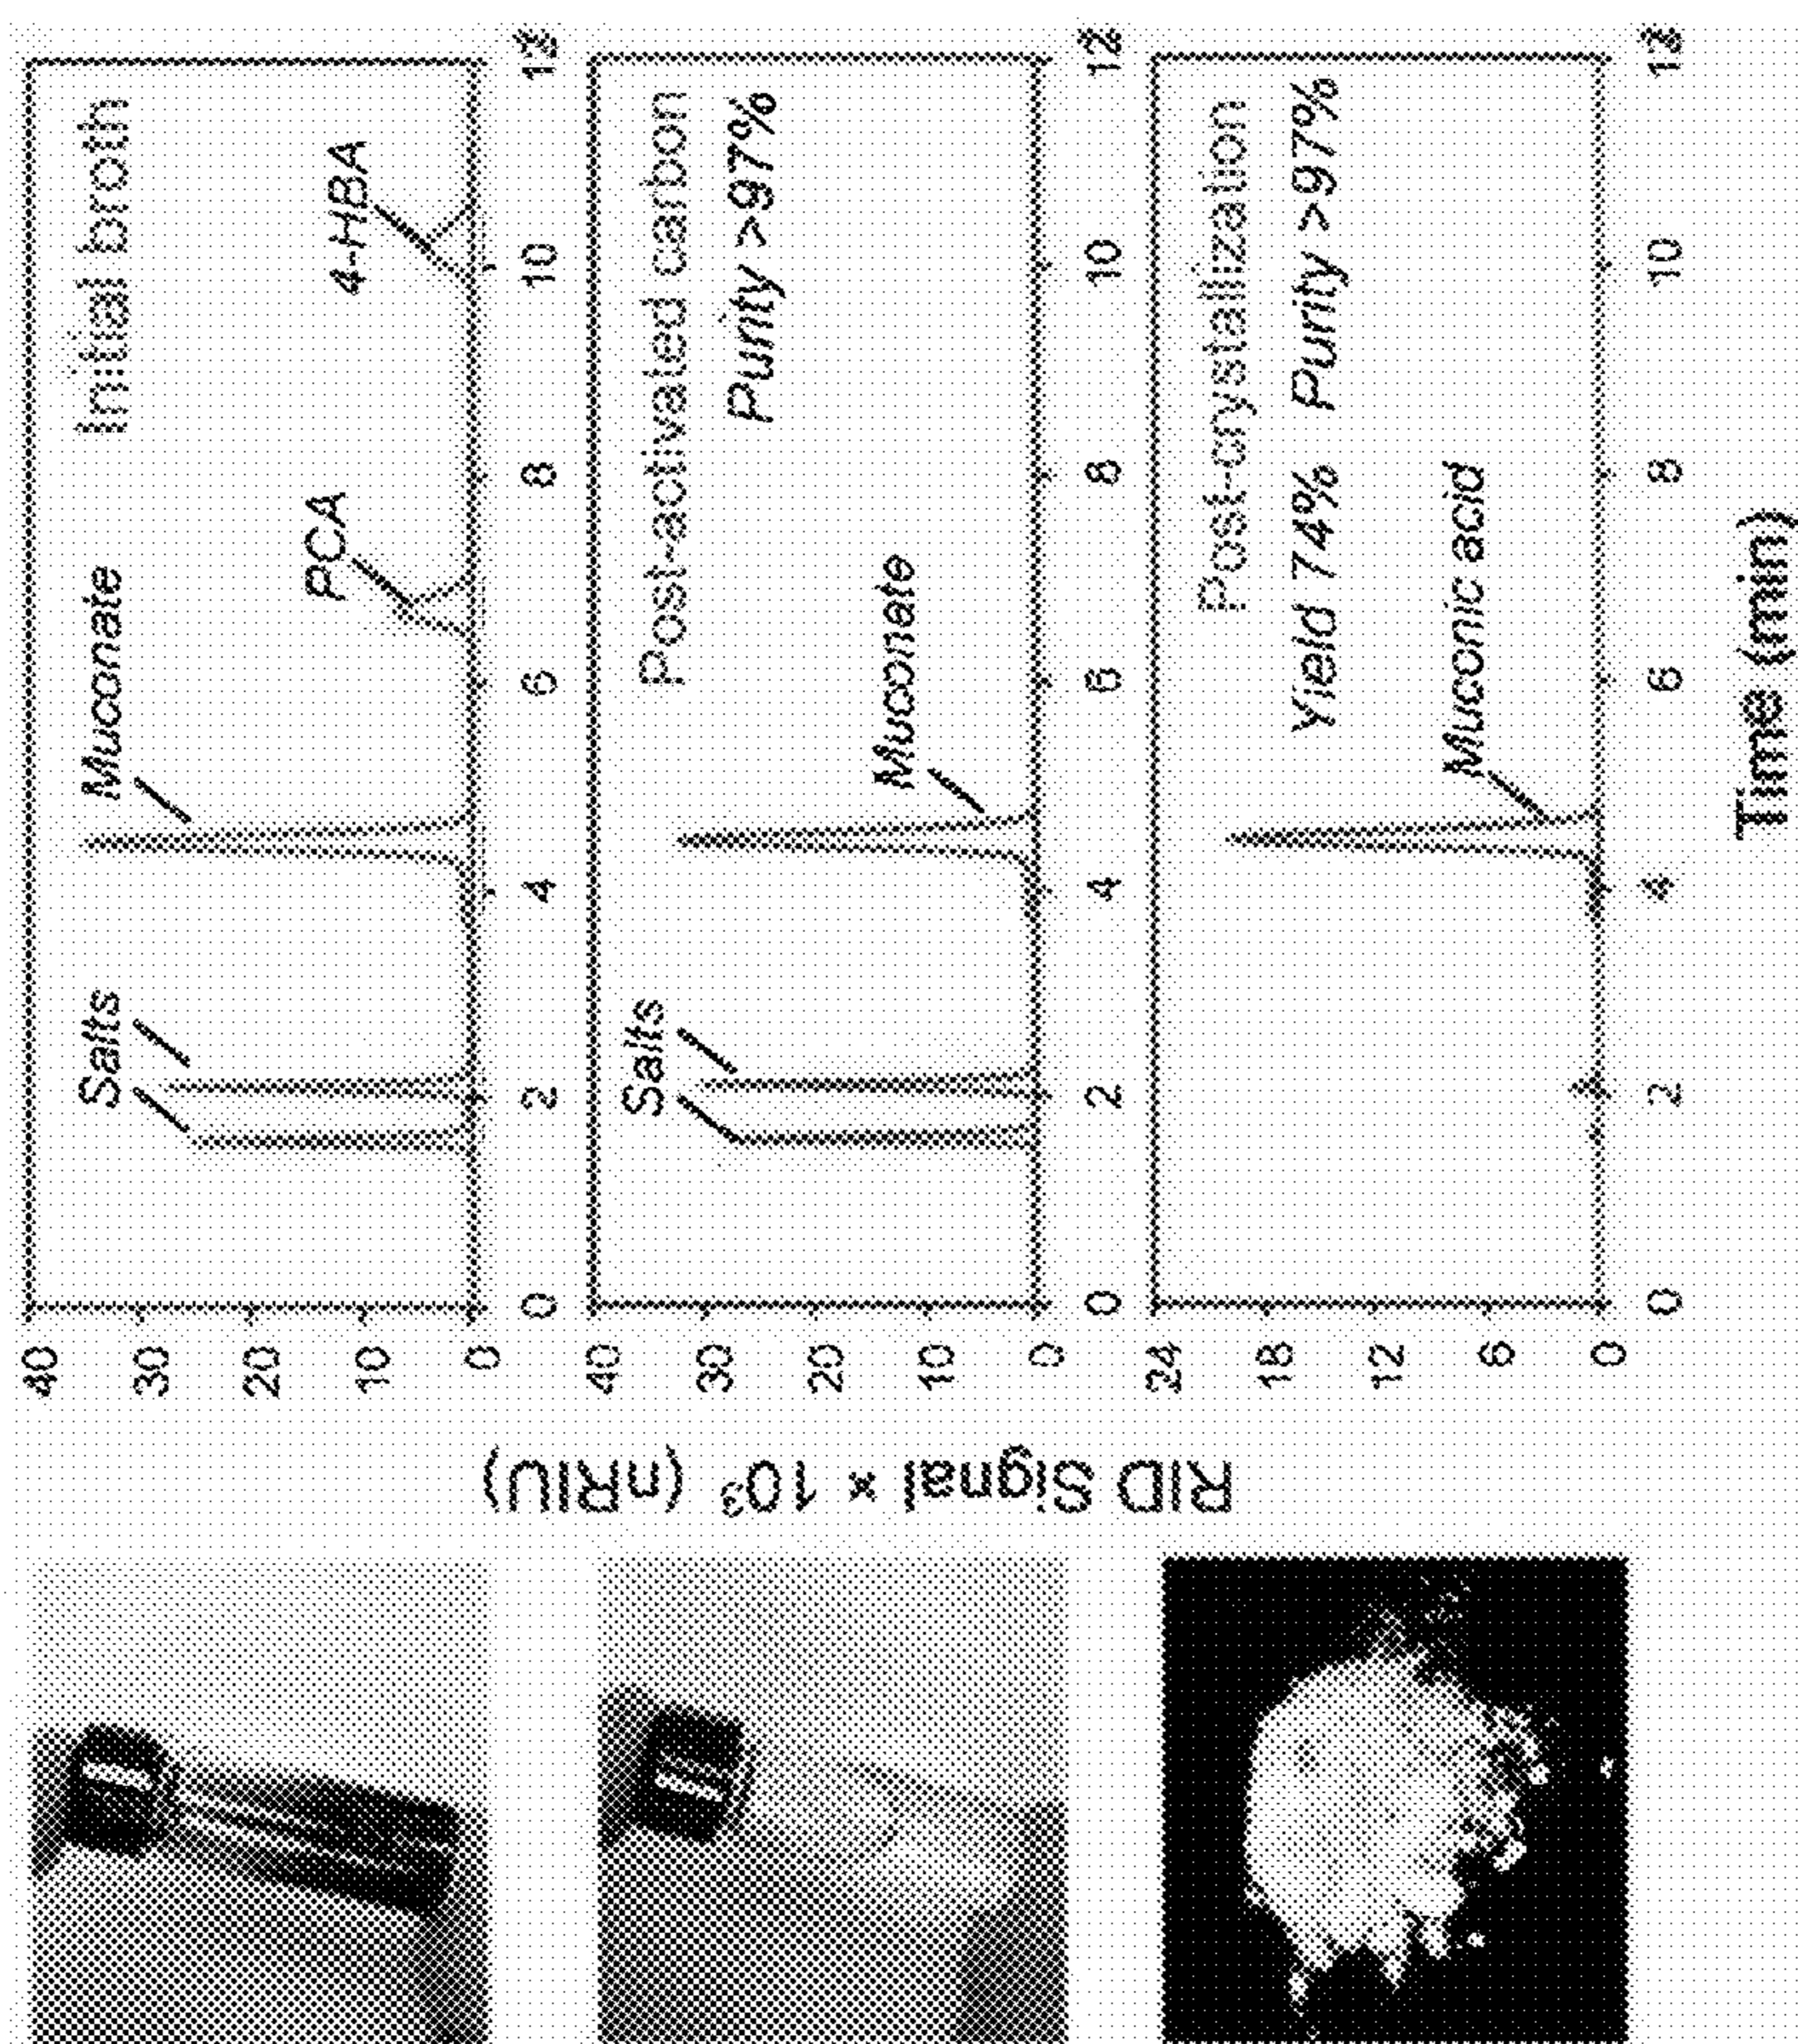 RID Signal × 10³ (nRIU)
40
30
20
10
0
Initial broth
Salts
Muconate
PCA
4-HBA
0 2 4 6 8 10 12
40
30
20
10
0
Post-activated carbon
Purity >97%
Salts
Muconate
0 2 4 6 8 10 12
24
18
12
6
0
Post-crystallization
Yield 74% Purity >97%
Muconic acid
0 2 4 6 8 10 12
Time (min)